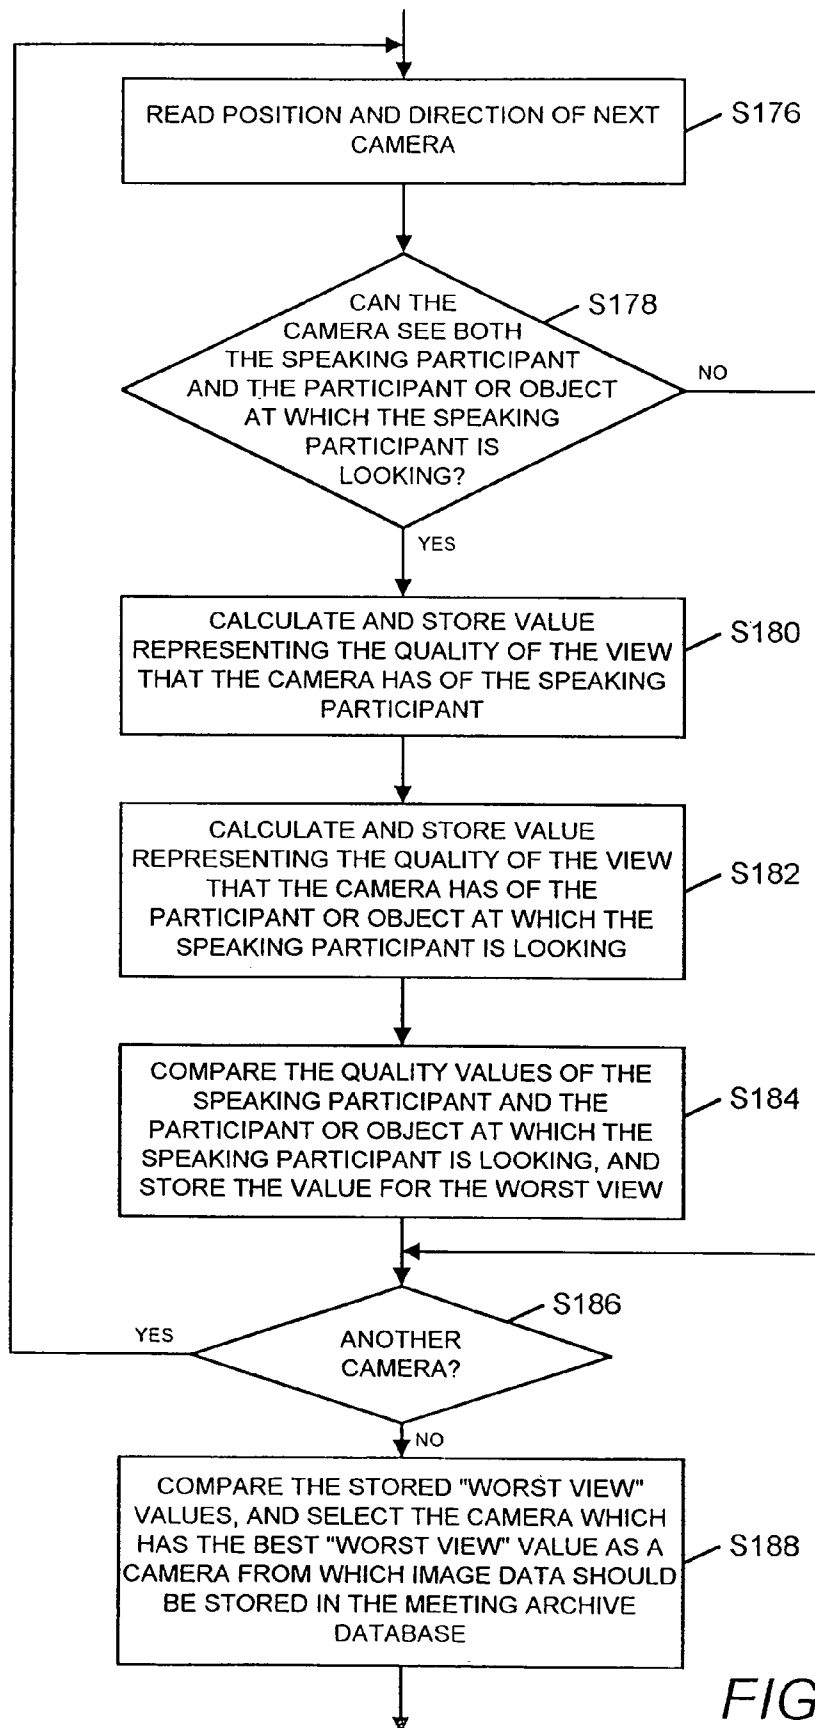 READ POSITION AND DIRECTION OF NEXT
CAMERA
S176
CAN THE
CAMERA SEE BOTH
THE SPEAKING PARTICIPANT
AND THE PARTICIPANT OR OBJECT
AT WHICH THE SPEAKING
PARTICIPANT IS
LOOKING?
S178
NO
YES
CALCULATE AND STORE VALUE
REPRESENTING THE QUALITY OF THE VIEW
THAT THE CAMERA HAS OF THE SPEAKING
PARTICIPANT
S180
CALCULATE AND STORE VALUE
REPRESENTING THE QUALITY OF THE VIEW
THAT THE CAMERA HAS OF THE
PARTICIPANT OR OBJECT AT WHICH THE
SPEAKING PARTICIPANT IS LOOKING
S182
COMPARE THE QUALITY VALUES OF THE
SPEAKING PARTICIPANT AND THE
PARTICIPANT OR OBJECT AT WHICH THE
SPEAKING PARTICIPANT IS LOOKING, AND
STORE THE VALUE FOR THE WORST VIEW
S184
YES
ANOTHER
CAMERA?
S186
NO
COMPARE THE STORED "WORST VIEW"
VALUES, AND SELECT THE CAMERA WHICH
HAS THE BEST "WORST VIEW" VALUE AS A
CAMERA FROM WHICH IMAGE DATA SHOULD
BE STORED IN THE MEETING ARCHIVE
DATABASE
S188
FIG